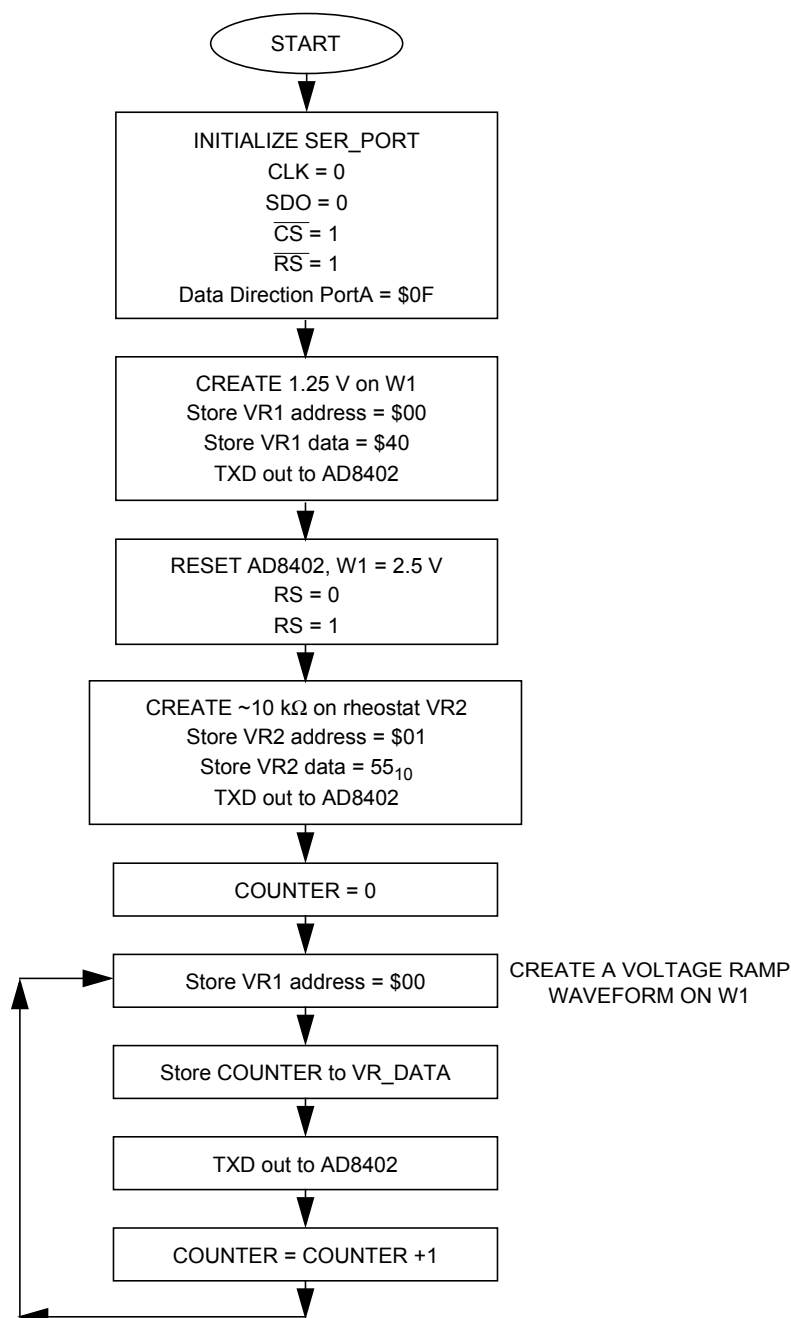 START
INITIALIZE SER_PORT
CLK = 0
SDO = 0
C̅S̅ = 1
R̅S̅ = 1
Data Direction PortA = $0F
CREATE 1.25 V on W1
Store VR1 address = $00
Store VR1 data = $40
TXD out to AD8402
RESET AD8402, W1 = 2.5 V
RS = 0
RS = 1
CREATE ~10 kΩ on rheostat VR2
Store VR2 address = $01
Store VR2 data = 55₁₀
TXD out to AD8402
COUNTER = 0
Store VR1 address = $00
CREATE A VOLTAGE RAMP
WAVEFORM ON W1
Store COUNTER to VR_DATA
TXD out to AD8402
COUNTER = COUNTER +1